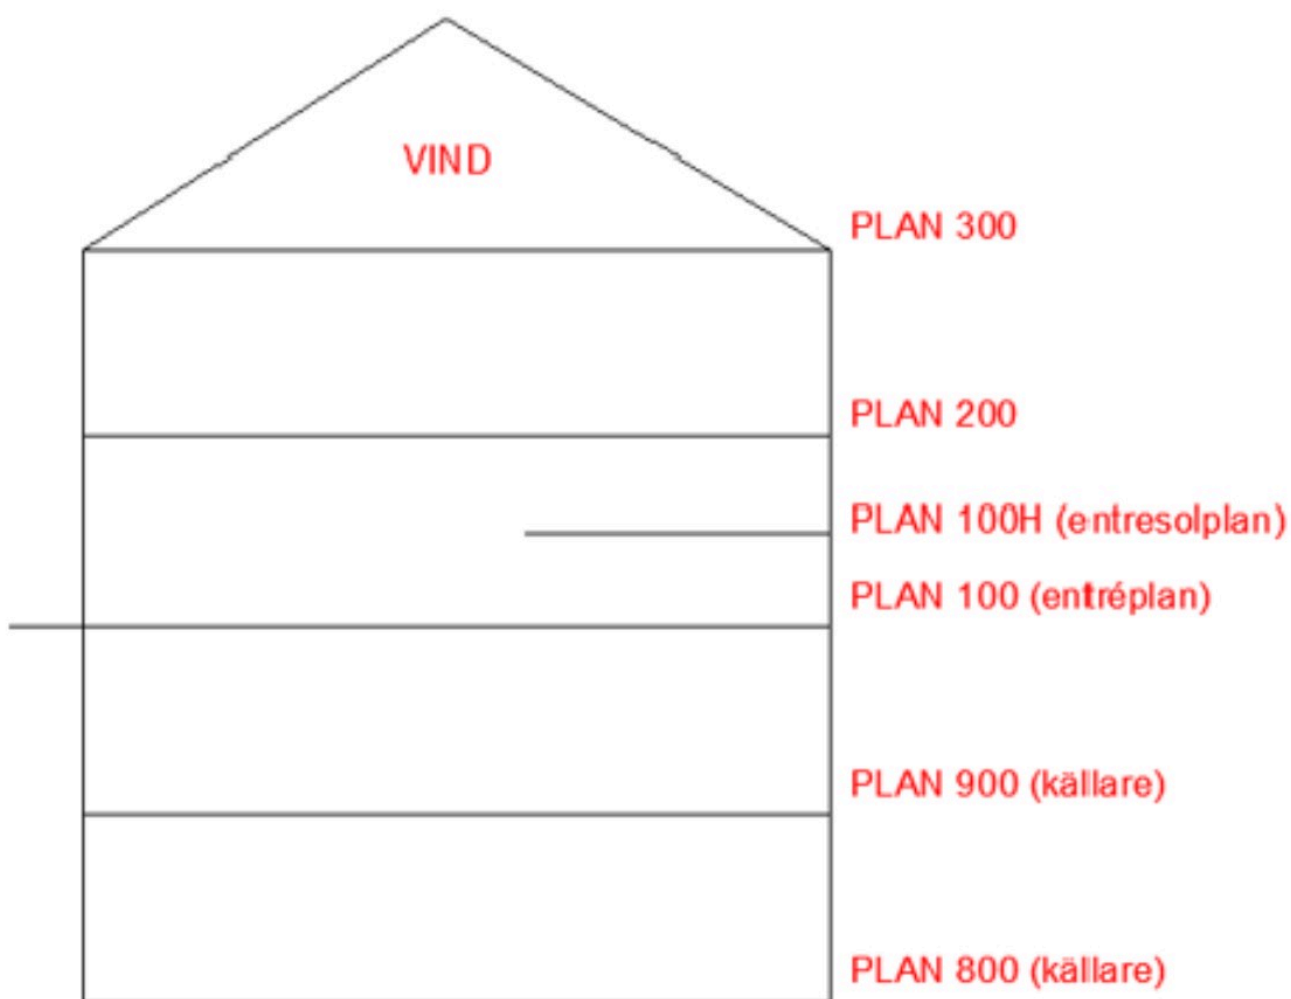 VIND
PLAN 300
PLAN 200
PLAN 100H (entresolplan)
PLAN 100 (entréplan)
PLAN 900 (källare)
PLAN 800 (källare)